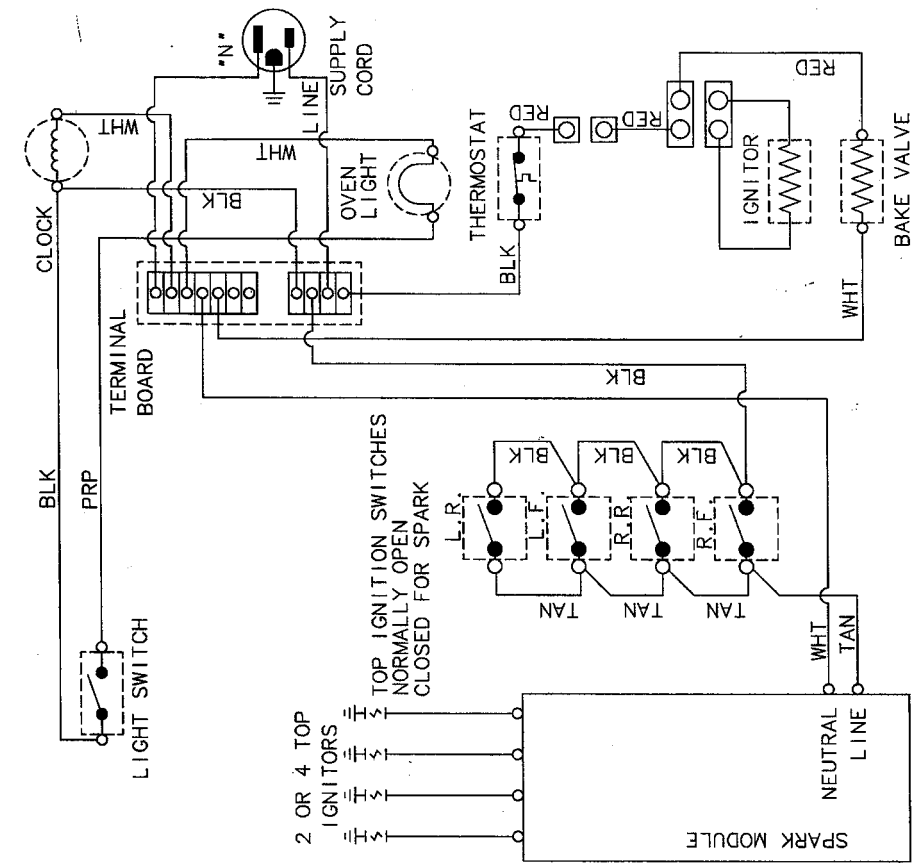 "N"
SUPPLY
CORD
LINE
WHT
WHT
BLK
CLOCK
OVEN
LIGHT
THERMOSTAT
RED
RED
RED
IGNITOR
BAKE VALVE
BLK
WHT
TERMINAL
BOARD
BLK
BLK
PRP
TOP IGNITION SWITCHES
NORMALLY OPEN
CLOSED FOR SPARK
L.R.
L.F.
R.R.
R.F.
BLK
BLK
BLK
TAN
TAN
TAN
WHT
TAN
LIGHT SWITCH
2 OR 4 TOP
IGNITORS
NEUTRAL
LINE
SPARK MODULE